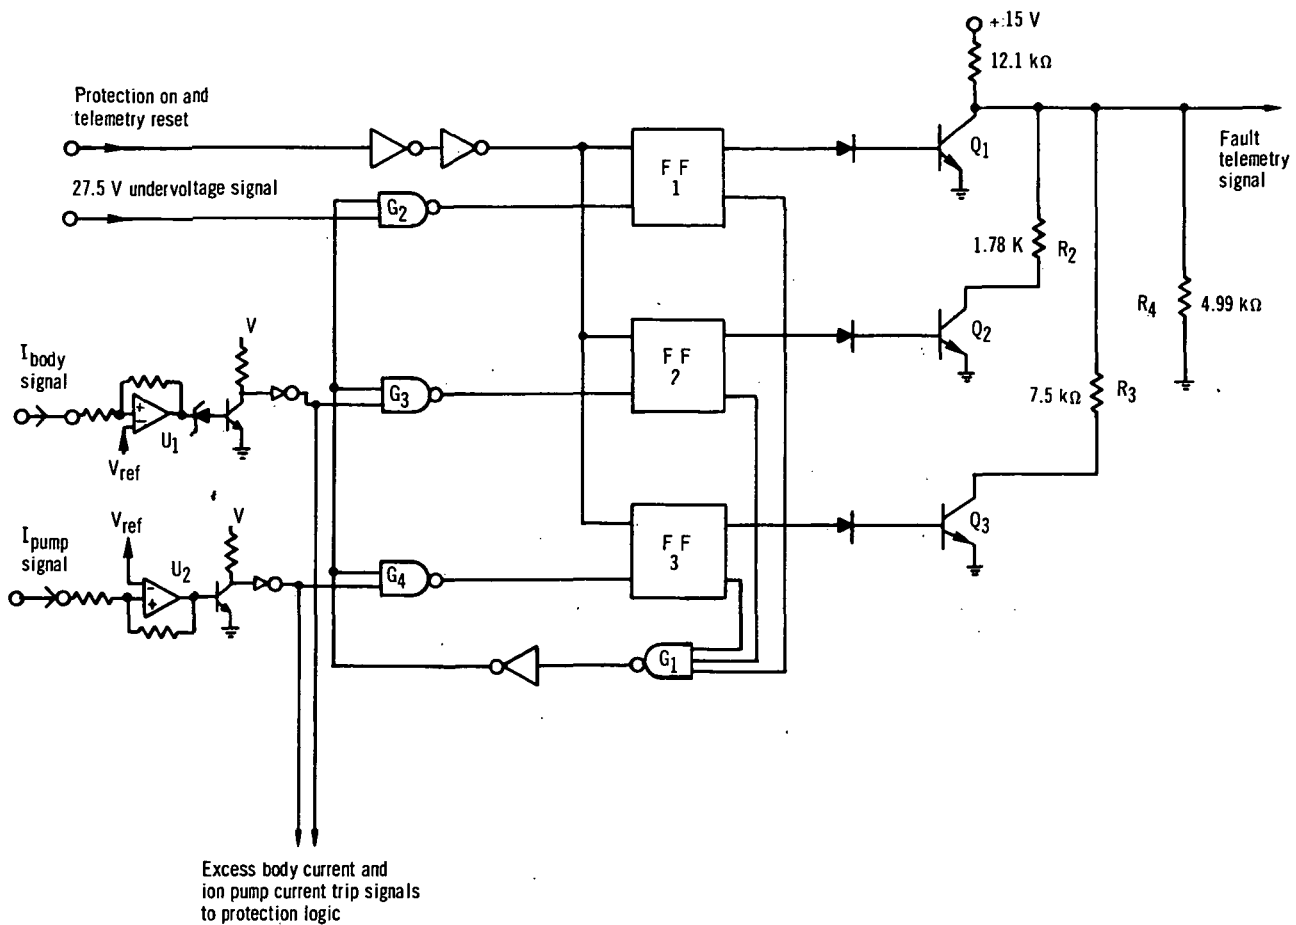 + 15 V
12.1 kΩ
Protection on and
telemetry reset
27.5 V undervoltage signal
G2
F F
1
Q1
Fault
telemetry
signal
1.78 K
R2
R4
4.99 kΩ
F F
2
Q2
V
I body
signal
G3
U1
Vref
7.5 kΩ
R3
Vref
V
I pump
signal
U2
G4
F F
3
Q3
G1
Excess body current and
ion pump current trip signals
to protection logic